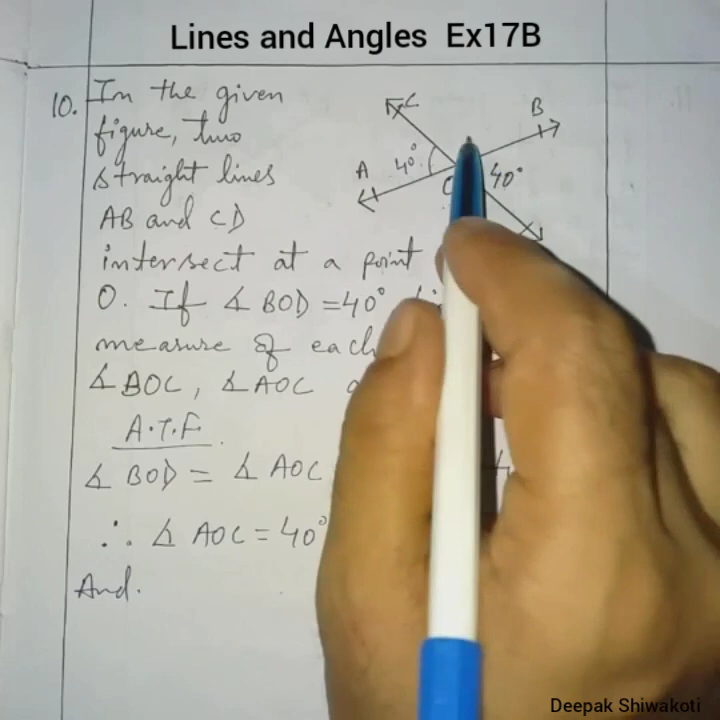 Lines and Angles Ex17B
10. In the given
figure, two
straight lines
AB and CD
intersect at a point
O. If ∡ BOD = 40°
measure of each
∡ BOC, ∡ AOC
A.T.F.
∡ BOD = ∡ AOC
∴ ∡ AOC = 40°
And.
C
B
A
40°
40°
Deepak Shiwakoti